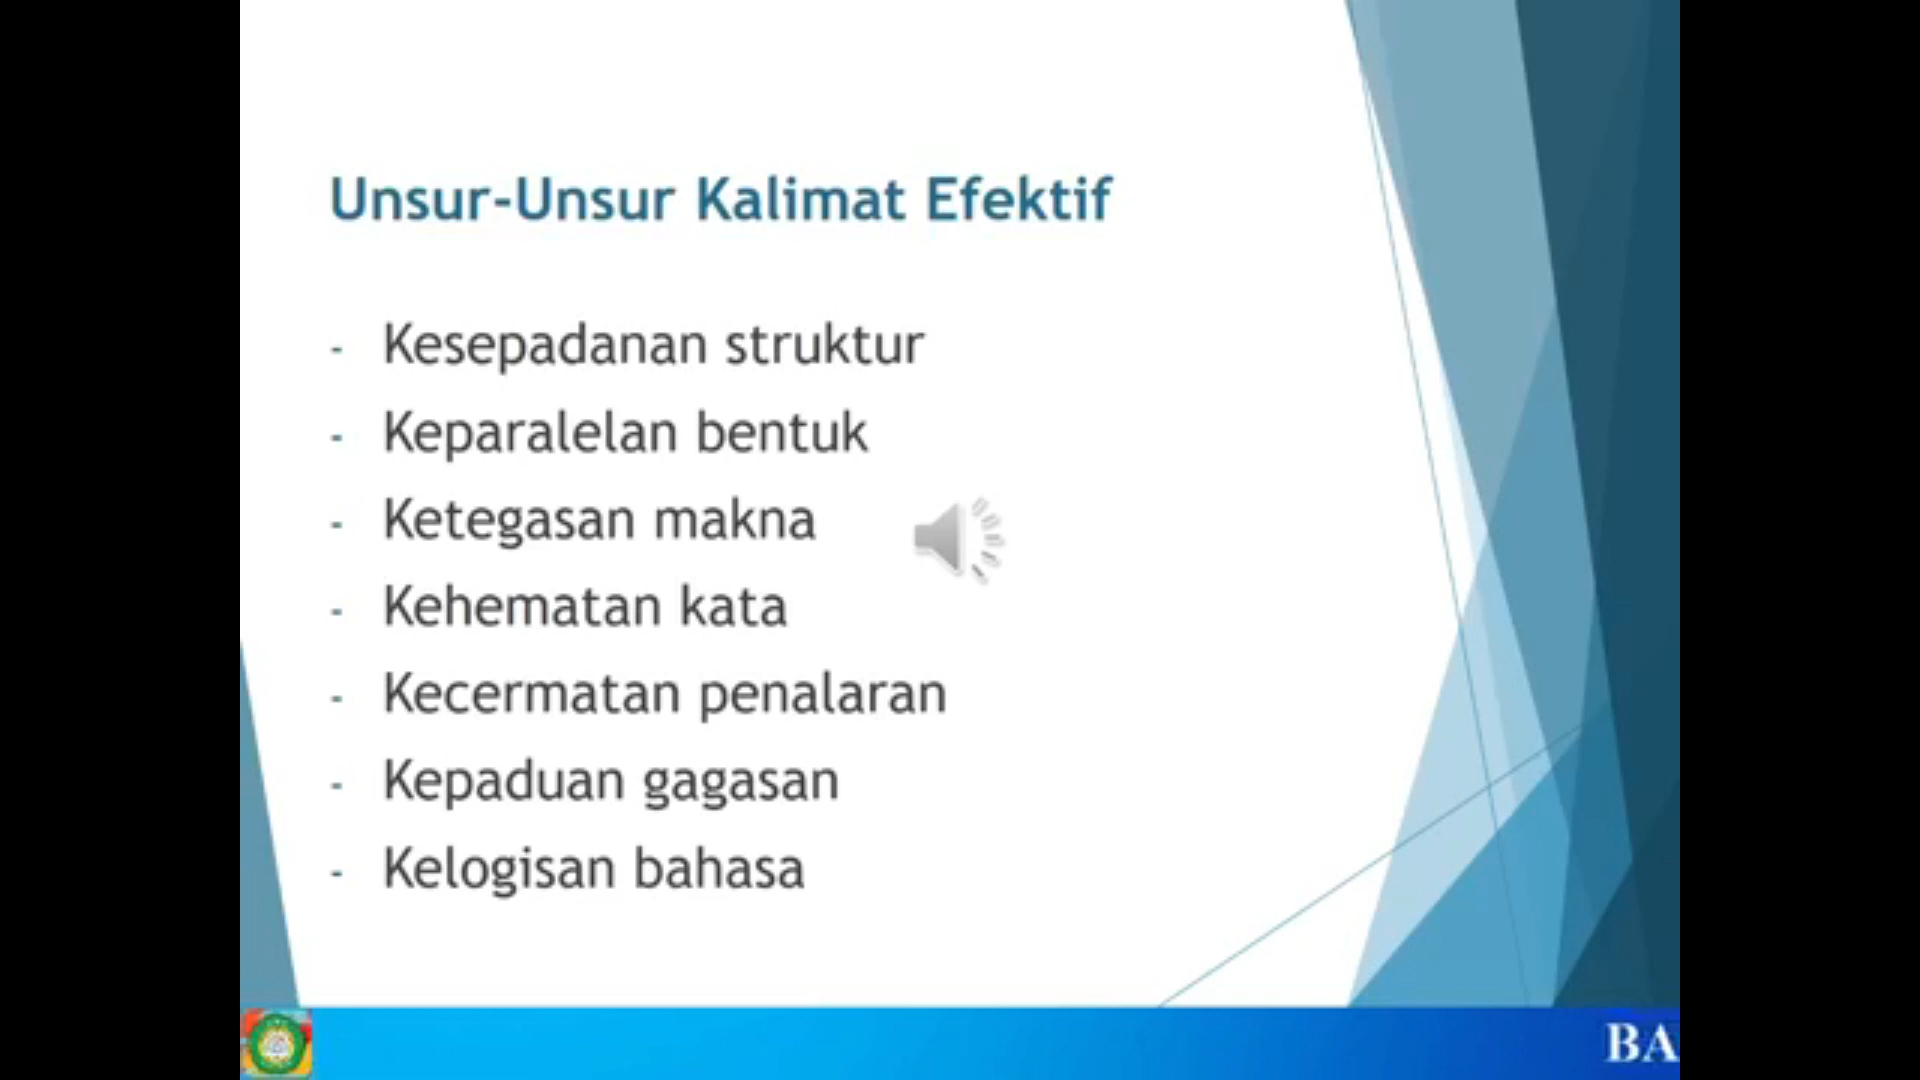 Unsur-Unsur Kalimat Efektif
- Kesepadanan struktur
- Keparalelan bentuk
- Ketegasan makna
- Kehematan kata
- Kecermatan penalaran
- Kepaduan gagasan
- Kelogisan bahasa
BA